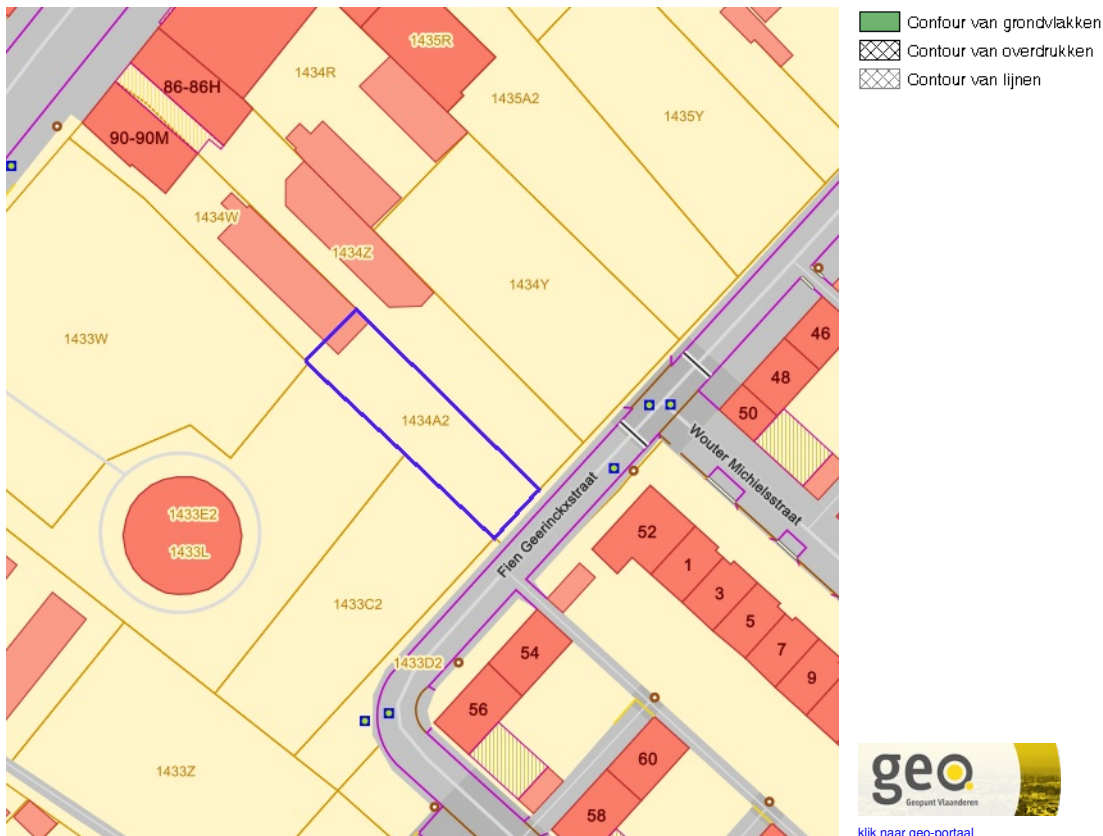 Contour van grondvlakken
Contour van overdrukken
Contour van lijnen
1435R
1434R
86-86H
1435A2
1435Y
90-90M
1434W
1434Z
1434Y
1433W
46
48
50
1434A2
Wouter Michielsstraat
Fien Geerinckxstraat
1433E2
1433L
52
1
3
5
7
9
1433C2
54
1433D2
56
60
1433Z
58
geo
Geopunt Vlaanderen
klik naar geo-portaal